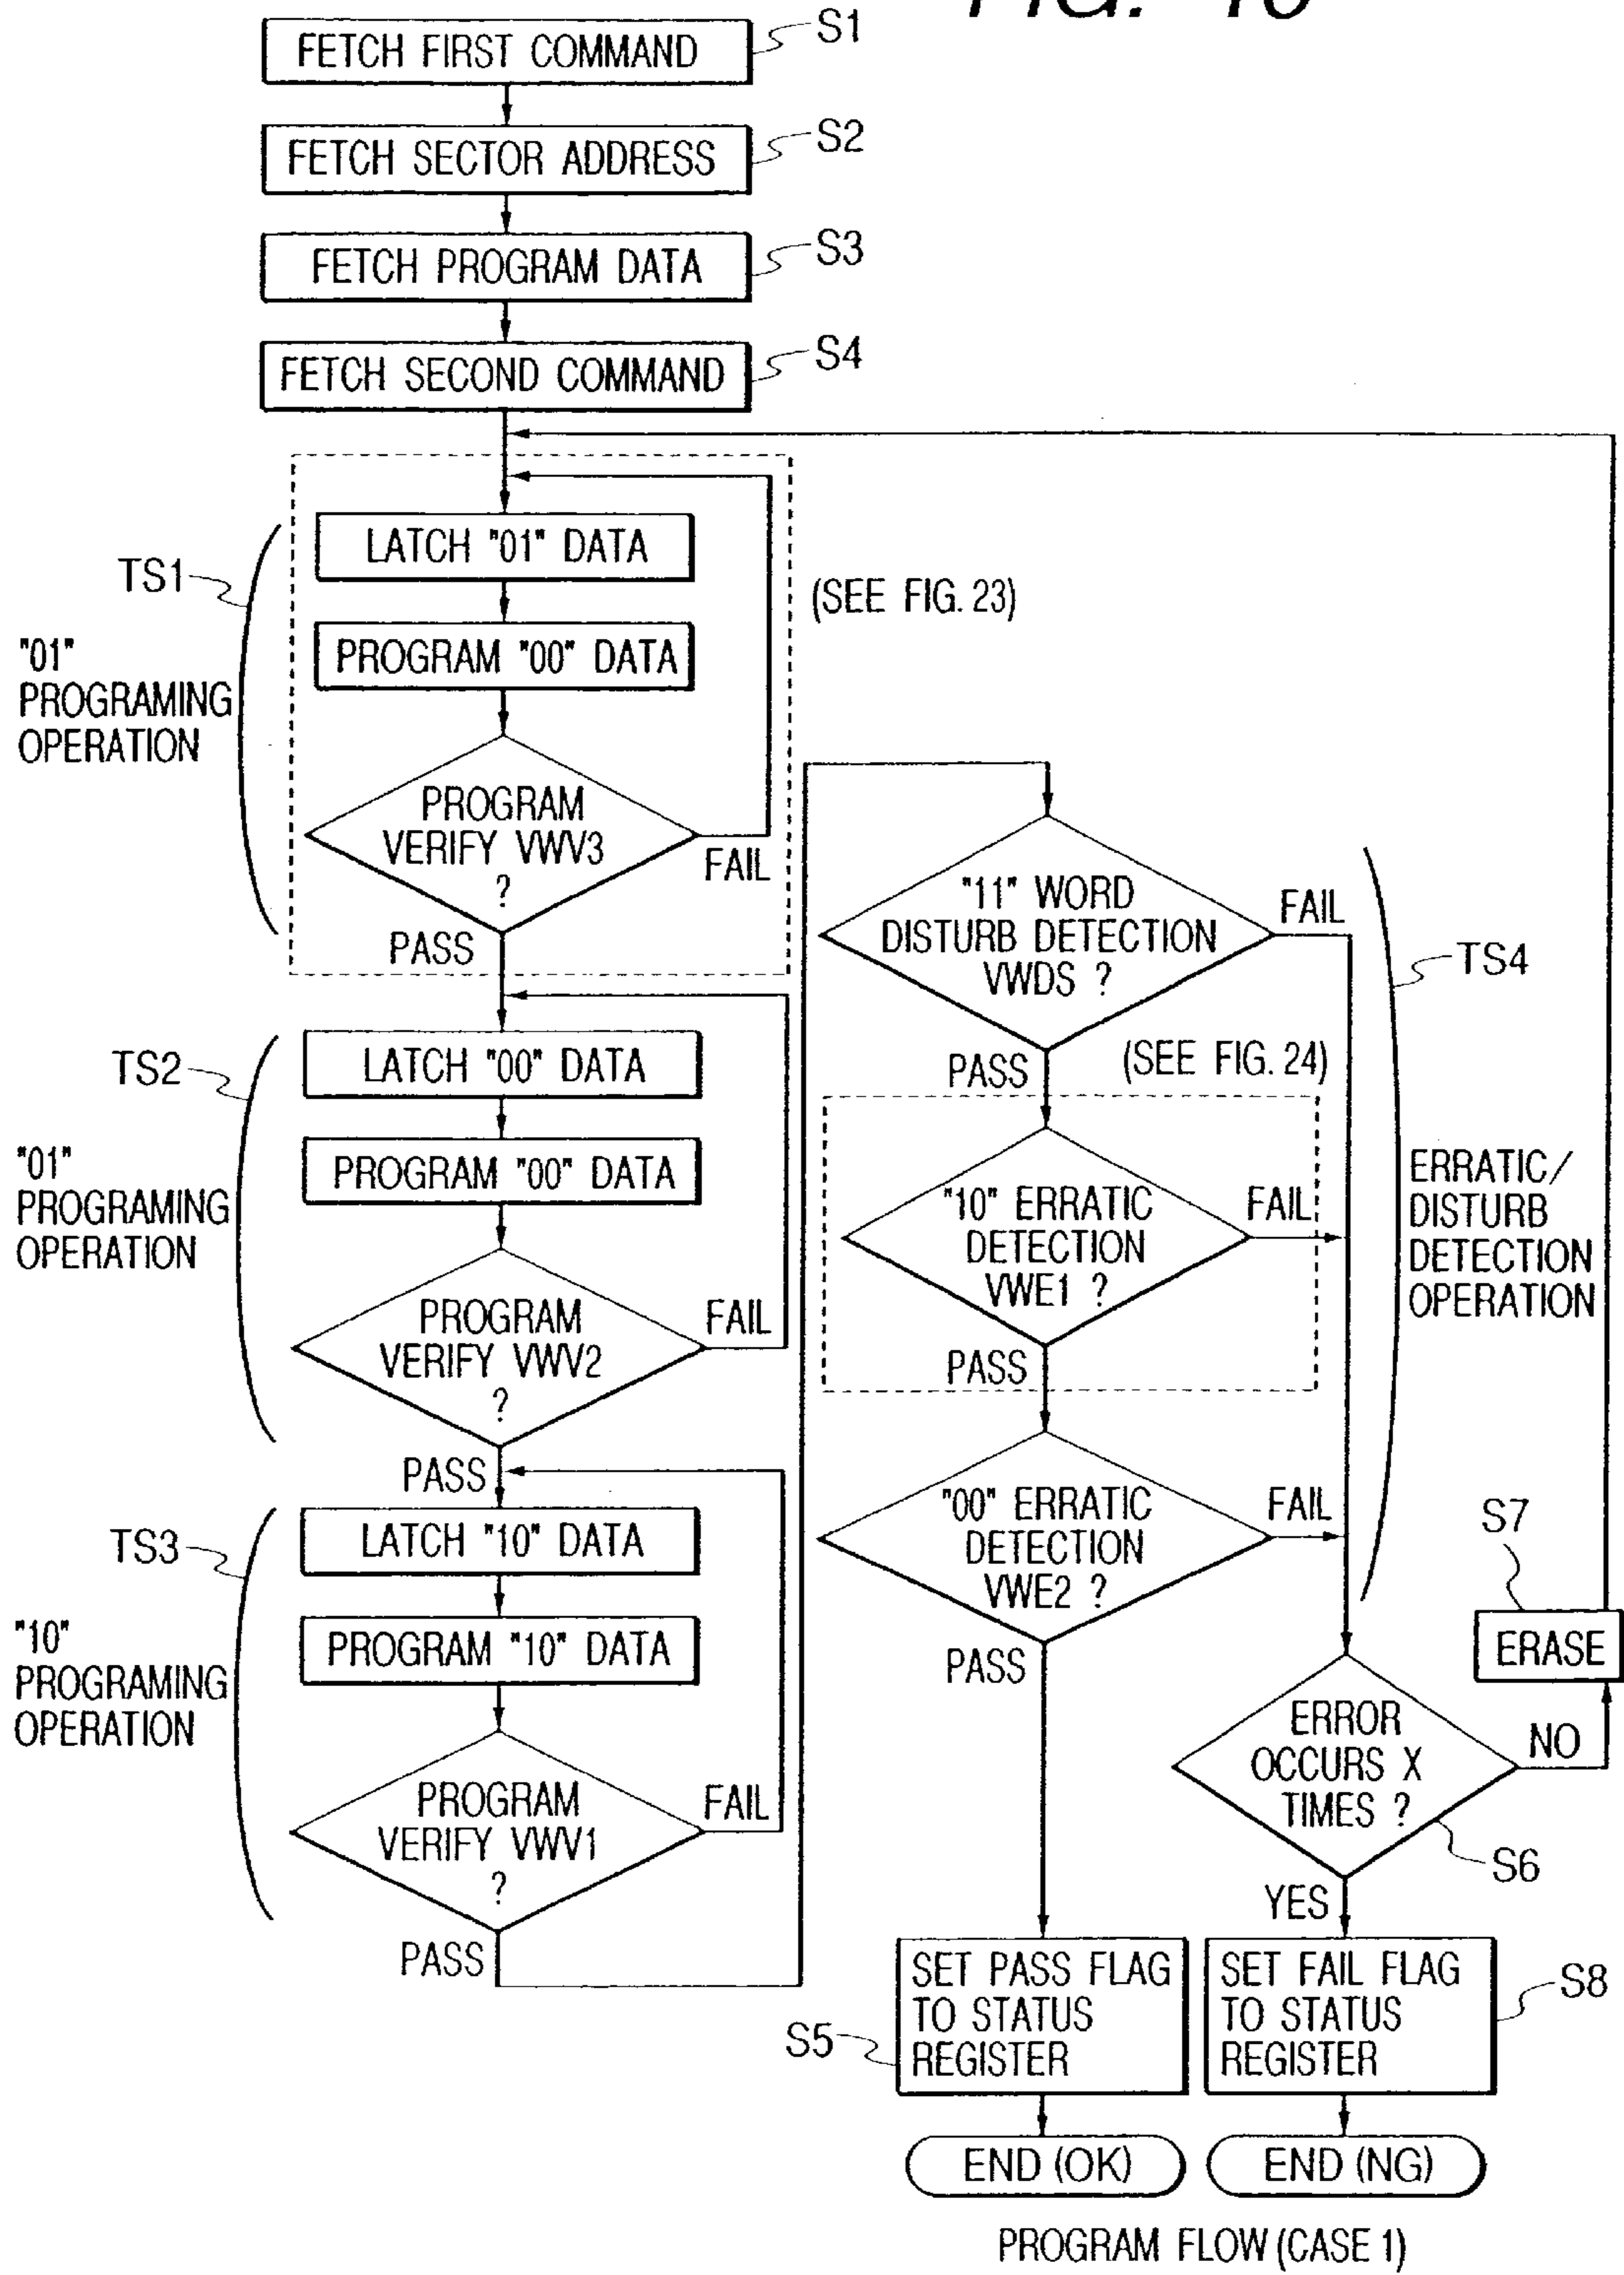 FETCH FIRST COMMAND
S1
FETCH SECTOR ADDRESS
S2
FETCH PROGRAM DATA
S3
FETCH SECOND COMMAND
S4
TS1
"01"
PROGRAMING
OPERATION
LATCH "01" DATA
PROGRAM "00" DATA
PROGRAM
VERIFY VWV3
?
FAIL
PASS
(SEE FIG. 23)
TS2
"01"
PROGRAMING
OPERATION
LATCH "00" DATA
PROGRAM "00" DATA
PROGRAM
VERIFY VWV2
?
FAIL
PASS
TS3
"10"
PROGRAMING
OPERATION
LATCH "10" DATA
PROGRAM "10" DATA
PROGRAM
VERIFY VWV1
?
FAIL
PASS
"11" WORD
DISTURB DETECTION
VWDS ?
FAIL
PASS
TS4
ERRATIC/
DISTURB
DETECTION
OPERATION
(SEE FIG. 24)
"10" ERRATIC
DETECTION
VWE1 ?
FAIL
PASS
"00" ERRATIC
DETECTION
VWE2 ?
FAIL
PASS
S7
ERASE
ERROR
OCCURS X
TIMES ?
NO
S6
YES
SET PASS FLAG
TO STATUS
REGISTER
S5
SET FAIL FLAG
TO STATUS
REGISTER
S8
END (OK)
END (NG)
PROGRAM FLOW (CASE 1)